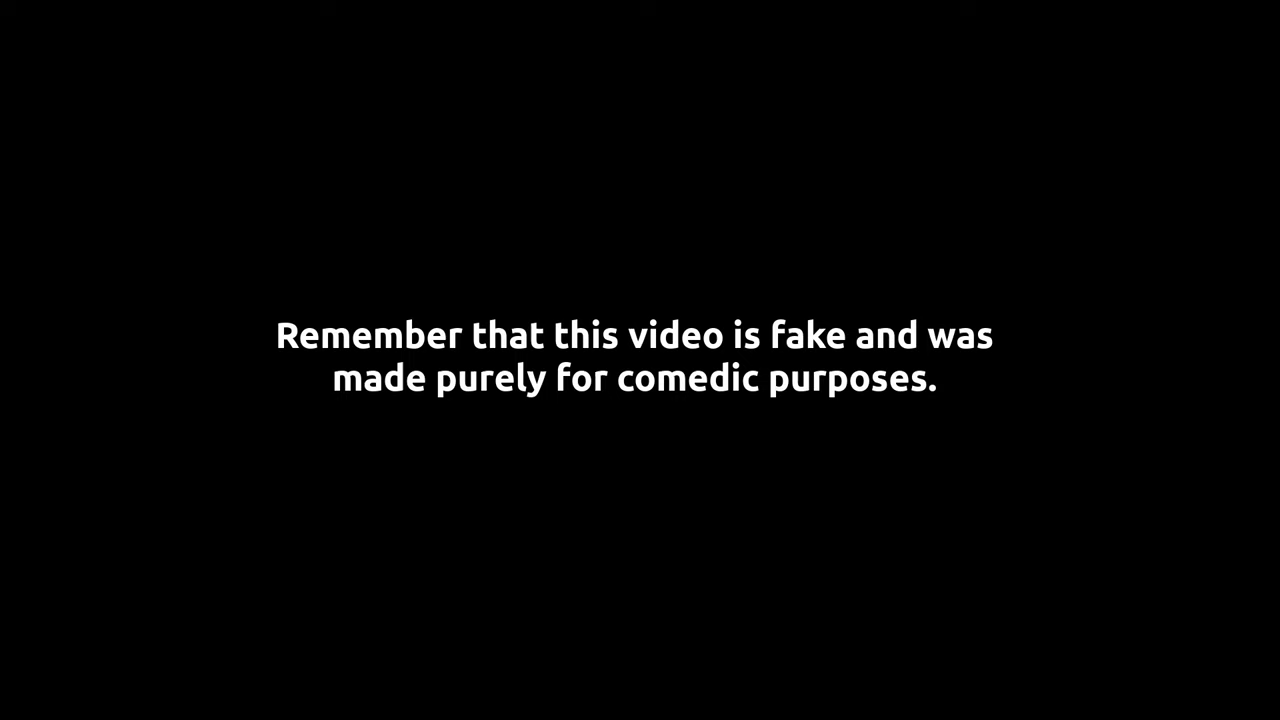 Remember that this video is fake and was
made purely for comedic purposes.